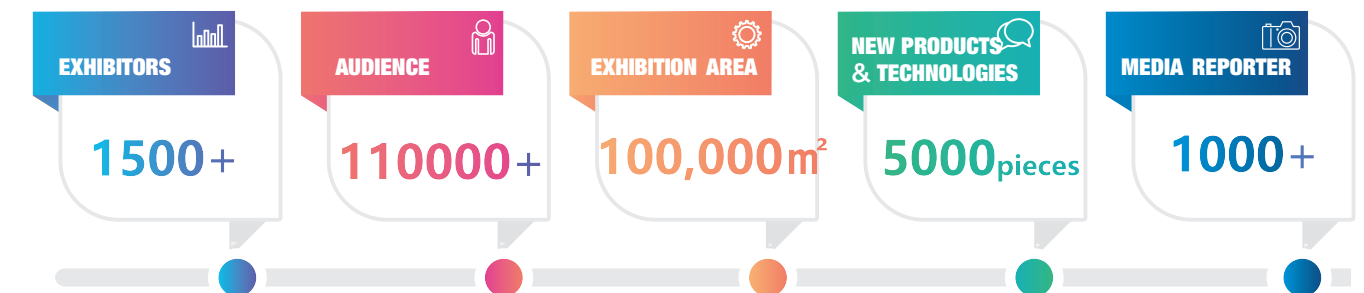 EXHIBITORS
1500+
AUDIENCE
110000+
EXHIBITION AREA
100,000m²
NEW PRODUCTS
& TECHNOLOGIES
5000pieces
MEDIA REPORTER
1000+